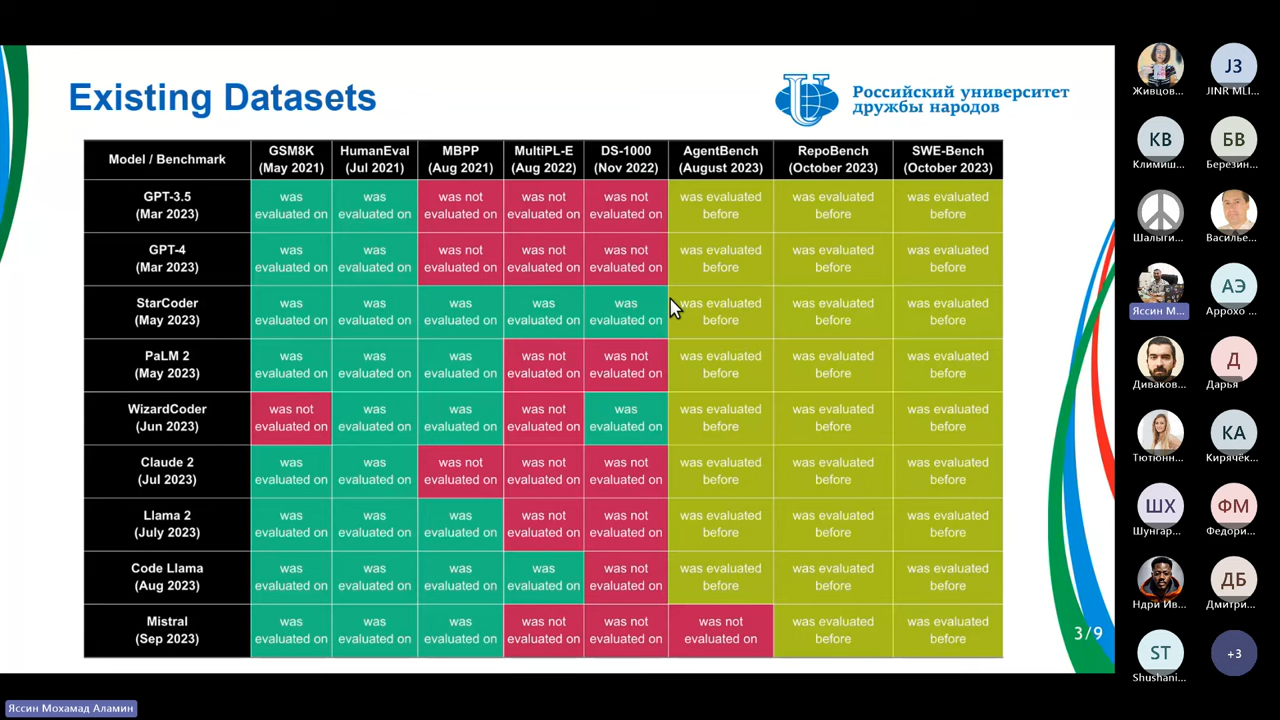 Existing Datasets
Российский университет
дружбы народов
Model / Benchmark
GSM8K
(May 2021)
HumanEval
(Jul 2021)
MBPP
(Aug 2021)
MultiPL-E
(Aug 2022)
DS-1000
(Nov 2022)
AgentBench
(August 2023)
RepoBench
(October 2023)
SWE-Bench
(October 2023)
GPT-3.5
(Mar 2023)
was
evaluated on
was
evaluated on
was not
evaluated on
was not
evaluated on
was not
evaluated on
was evaluated
before
was evaluated
before
was evaluated
before
GPT-4
(Mar 2023)
was
evaluated on
was
evaluated on
was not
evaluated on
was not
evaluated on
was not
evaluated on
was evaluated
before
was evaluated
before
was evaluated
before
StarCoder
(May 2023)
was
evaluated on
was
evaluated on
was
evaluated on
was
evaluated on
was
evaluated on
was evaluated
before
was evaluated
before
was evaluated
before
PaLM 2
(May 2023)
was
evaluated on
was
evaluated on
was
evaluated on
was not
evaluated on
was not
evaluated on
was evaluated
before
was evaluated
before
was evaluated
before
WizardCoder
(Jun 2023)
was not
evaluated on
was
evaluated on
was
evaluated on
was not
evaluated on
was
evaluated on
was evaluated
before
was evaluated
before
was evaluated
before
Claude 2
(Jul 2023)
was
evaluated on
was
evaluated on
was not
evaluated on
was not
evaluated on
was not
evaluated on
was evaluated
before
was evaluated
before
was evaluated
before
Llama 2
(July 2023)
was
evaluated on
was
evaluated on
was
evaluated on
was not
evaluated on
was not
evaluated on
was evaluated
before
was evaluated
before
was evaluated
before
Code Llama
(Aug 2023)
was
evaluated on
was
evaluated on
was
evaluated on
was
evaluated on
was not
evaluated on
was evaluated
before
was evaluated
before
was evaluated
before
Mistral
(Sep 2023)
was
evaluated on
was
evaluated on
was
evaluated on
was not
evaluated on
was not
evaluated on
was not
evaluated on
was evaluated
before
was evaluated
before
3/9
Живцов...
J3
JINR MLI...
КВ
Климиш...
БВ
Березин...
Шалыги...
Василье...
Яссин М...
АЭ
Аррохо ...
Диваков...
Д
Дарья
Тютюнн...
КА
Кирячёк...
ШХ
Шунгар...
ФМ
Федори...
Ндри Ив...
ДБ
Дмитри...
ST
Shushani...
+3
Яссин Мохамад Аламин